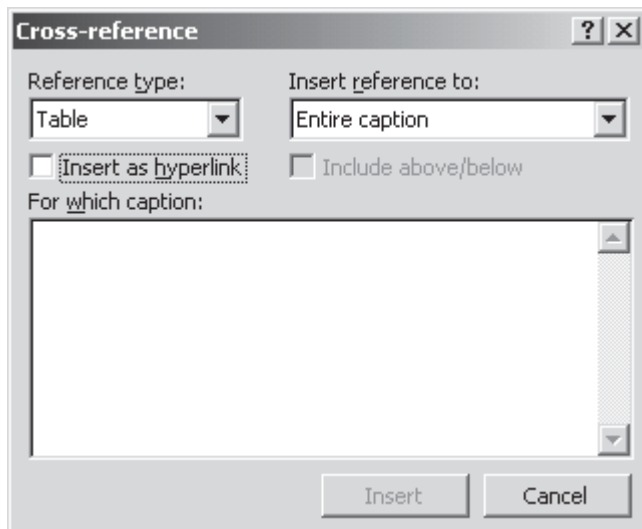 Cross-reference
Reference type: Insert reference to:
Table Entire caption
Insert as hyperlink Include above/below
For which caption:
Insert Cancel